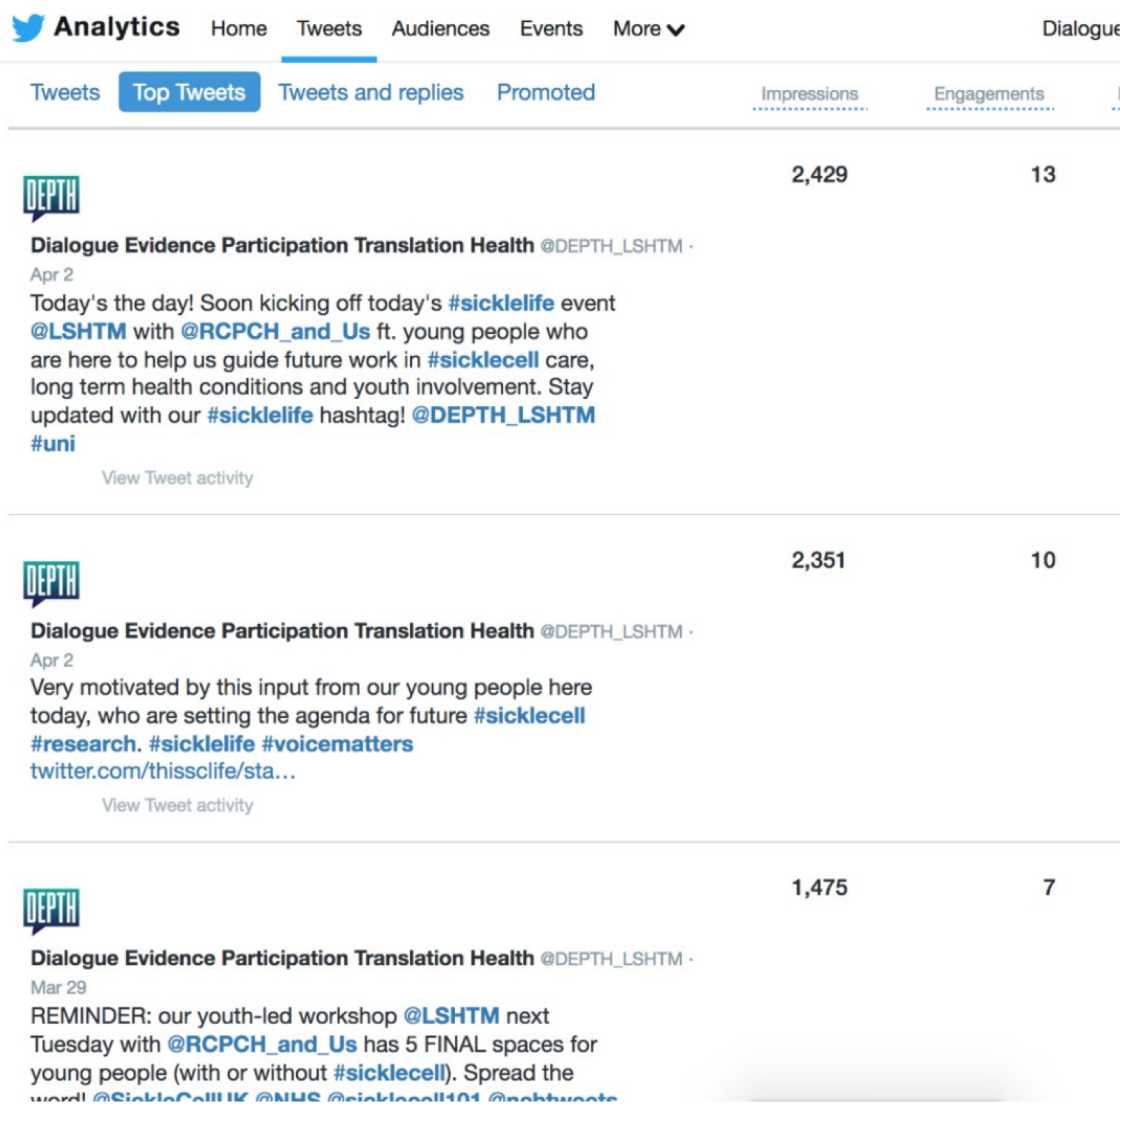 Analytics Home Tweets Audiences Events More Dialogue
Tweets Top Tweets Tweets and replies Promoted Impressions Engagements
2,429 13
DEPTH
Dialogue Evidence Participation Translation Health @DEPTH_LSHTM ·
Apr 2
Today's the day! Soon kicking off today's #sicklelife event
@LSHTM with @RCPCH_and_Us ft. young people who
are here to help us guide future work in #sicklecell care,
long term health conditions and youth involvement. Stay
updated with our #sicklelife hashtag! @DEPTH_LSHTM
#uni
View Tweet activity
2,351 10
DEPTH
Dialogue Evidence Participation Translation Health @DEPTH_LSHTM ·
Apr 2
Very motivated by this input from our young people here
today, who are setting the agenda for future #sicklecell
#research. #sicklelife #voicematters
twitter.com/thissclife/sta...
View Tweet activity
1,475 7
DEPTH
Dialogue Evidence Participation Translation Health @DEPTH_LSHTM ·
Mar 29
REMINDER: our youth-led workshop @LSHTM next
Tuesday with @RCPCH_and_Us has 5 FINAL spaces for
young people (with or without #sicklecell). Spread the
word! @SickleCellUK @NHS @sicklecell101 @ncbtweets